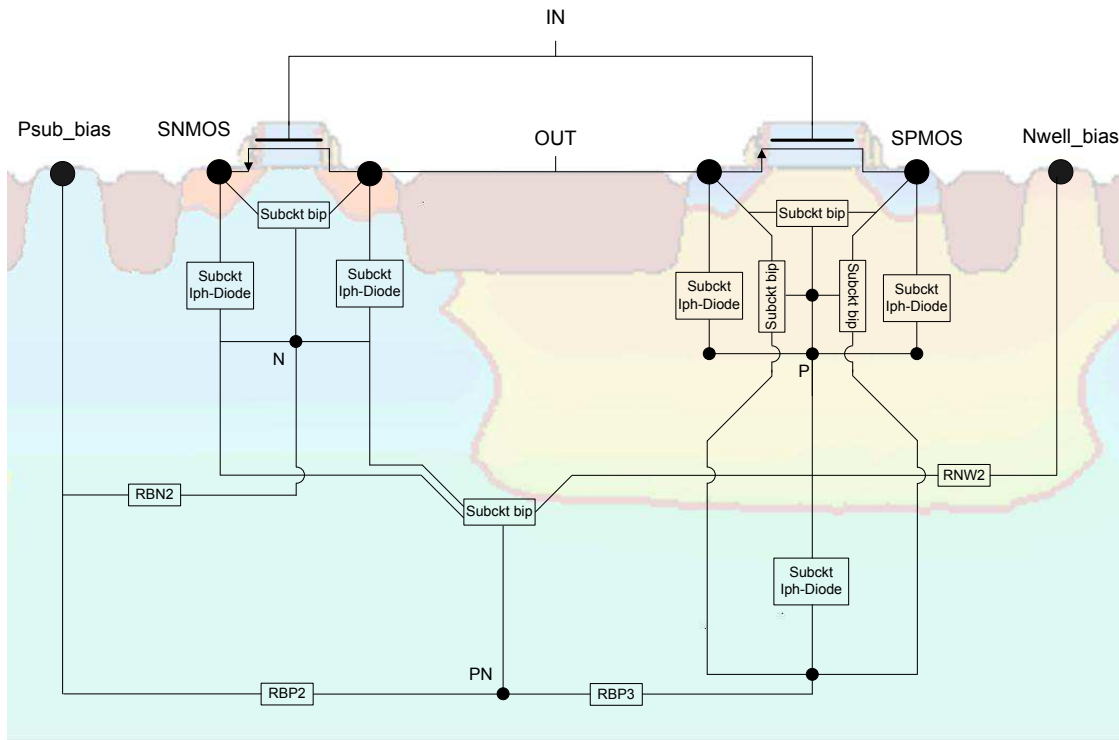 IN
Psub_bias
SNMOS
OUT
SPMOS
Nwell_bias
Subckt bip
Subckt bip
Subckt
Iph-Diode
Subckt
Iph-Diode
Subckt
Iph-Diode
Subckt bip
Subckt bip
Subckt
Iph-Diode
N
P
RBN2
Subckt bip
RNW2
Subckt
Iph-Diode
PN
RBP2
RBP3